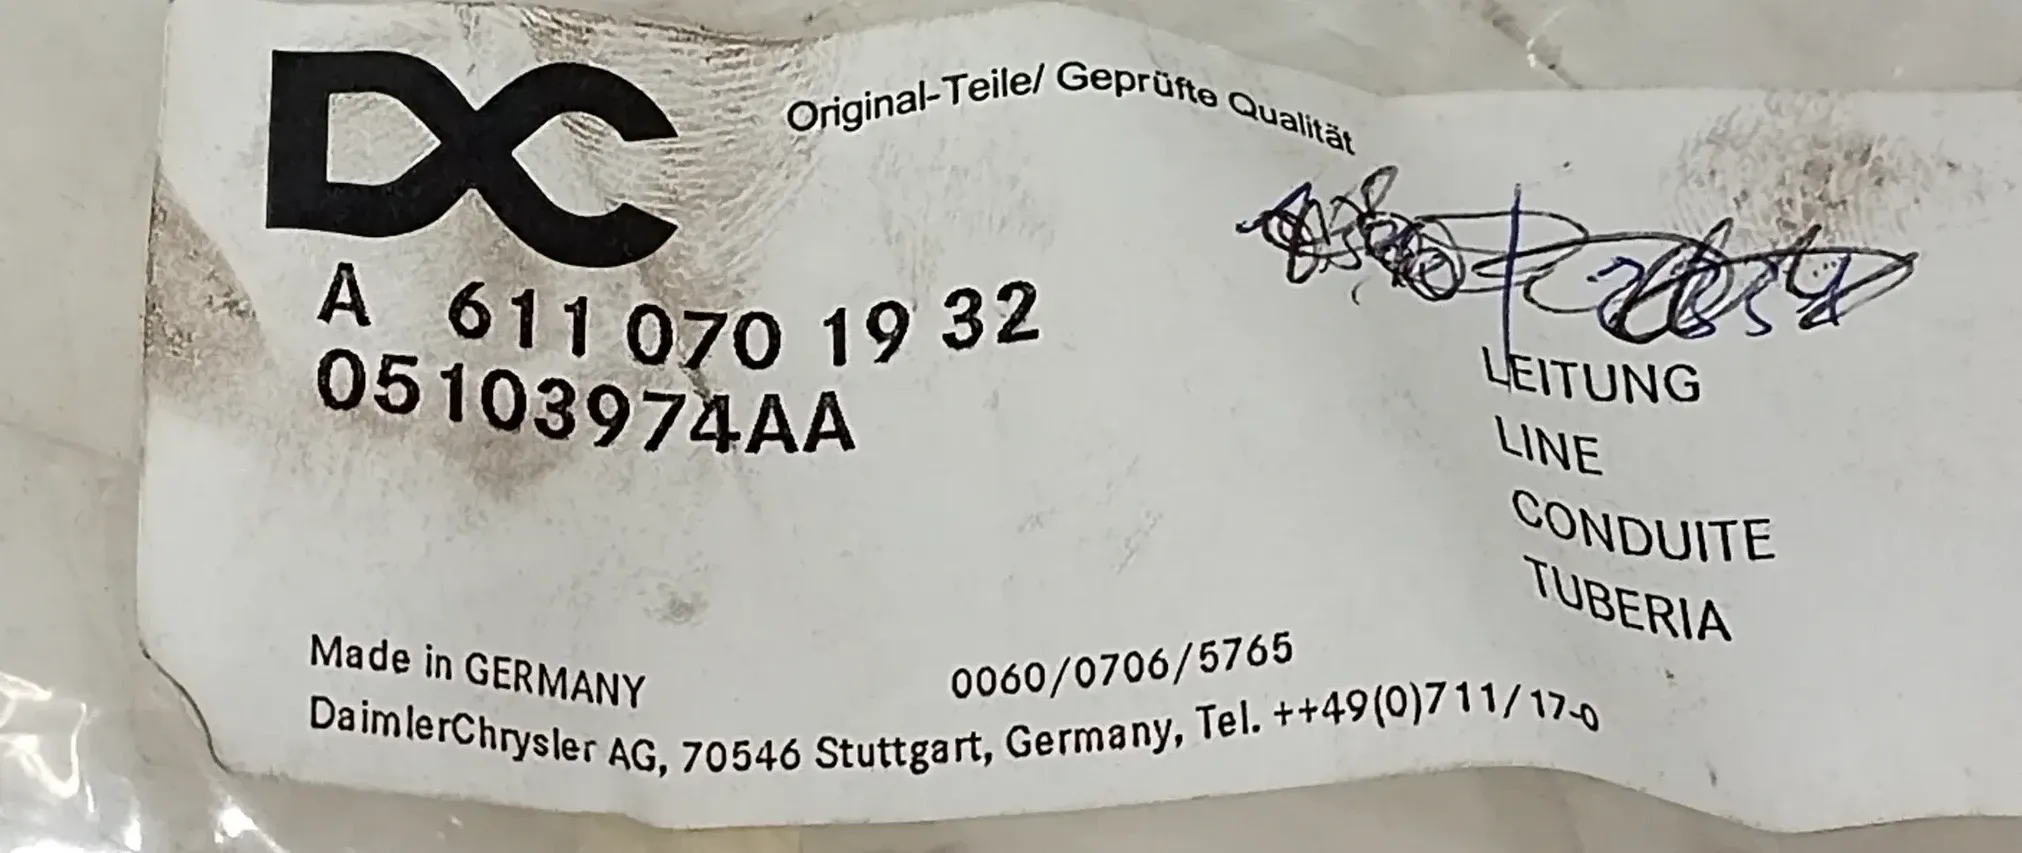 DC
Original-Teile/ Geprüfte Qualität
A 611 070 19 32
05103974AA
LEITUNG
LINE
CONDUITE
TUBERIA
Made in GERMANY
0060/0706/5765
DaimlerChrysler AG, 70546 Stuttgart, Germany, Tel. ++49(0)711/17-0